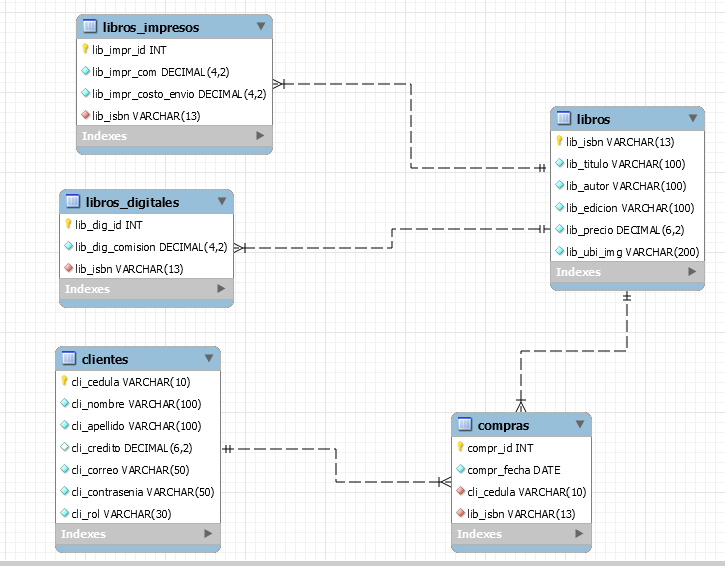 libros_impresos
lib_impr_id INT
lib_impr_com DECIMAL(4,2)
lib_impr_costo_envio DECIMAL(4,2)
lib_isbn VARCHAR(13)
Indexes
libros
lib_isbn VARCHAR(13)
lib_titulo VARCHAR(100)
lib_autor VARCHAR(100)
lib_edicion VARCHAR(100)
lib_precio DECIMAL(6,2)
lib_ubi_img VARCHAR(200)
Indexes
libros_digitales
lib_dig_id INT
lib_dig_comision DECIMAL(4,2)
lib_isbn VARCHAR(13)
Indexes
clientes
cli_cedula VARCHAR(10)
cli_nombre VARCHAR(100)
cli_apellido VARCHAR(100)
cli_credito DECIMAL(6,2)
cli_correo VARCHAR(50)
cli_contrasenia VARCHAR(50)
cli_rol VARCHAR(30)
Indexes
compras
compr_id INT
compr_fecha DATE
cli_cedula VARCHAR(10)
lib_isbn VARCHAR(13)
Indexes